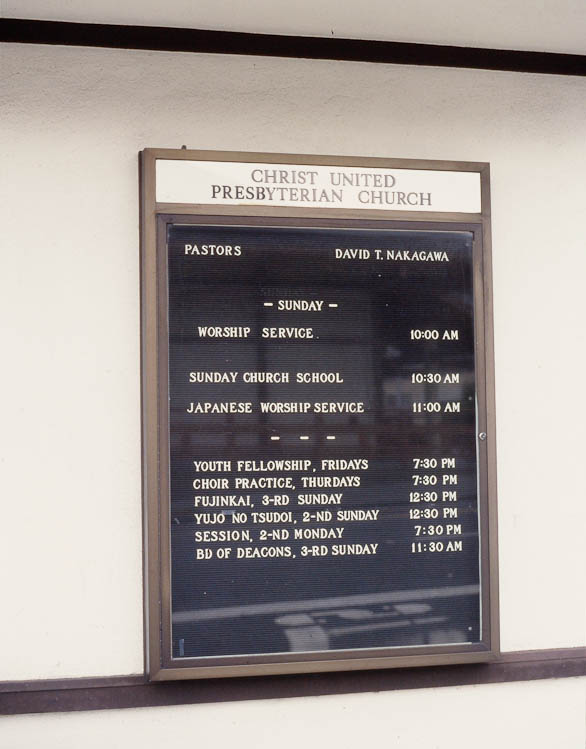 CHRIST UNITED
PRESBYTERIAN CHURCH
PASTORS DAVID T. NAKAGAWA
- SUNDAY -
WORSHIP SERVICE 10:00 AM
SUNDAY CHURCH SCHOOL 10:30 AM
JAPANESE WORSHIP SERVICE 11:00 AM
- - -
YOUTH FELLOWSHIP, FRIDAYS 7:30 PM
CHOIR PRACTICE, THURDAYS 7:30 PM
FUJINKAI, 3-RD SUNDAY 12:30 PM
YUJO NO TSUDOI, 2-ND SUNDAY 12:30 PM
SESSION, 2-ND MONDAY 7:30 PM
BD OF DEACONS, 3-RD SUNDAY 11:30 AM